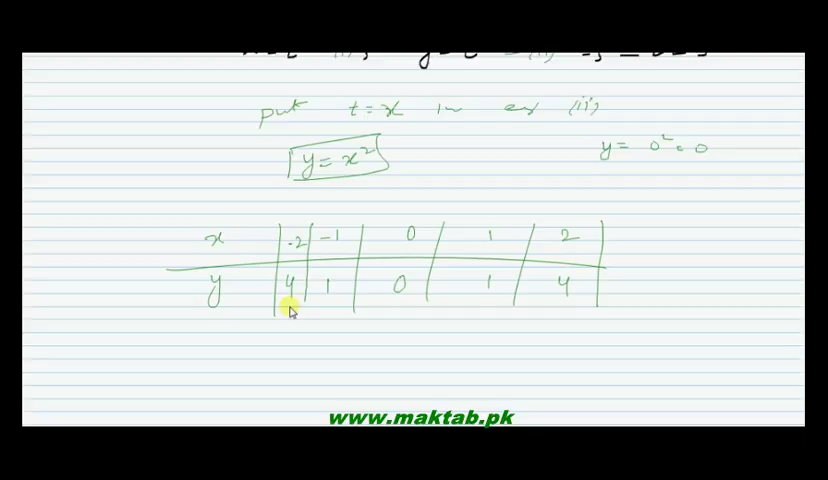 put t=x in eq (ii)
y = x²
y = 0² = 0
x -2 -1 0 1 2
y 4 1 0 1 4
www.maktab.pk